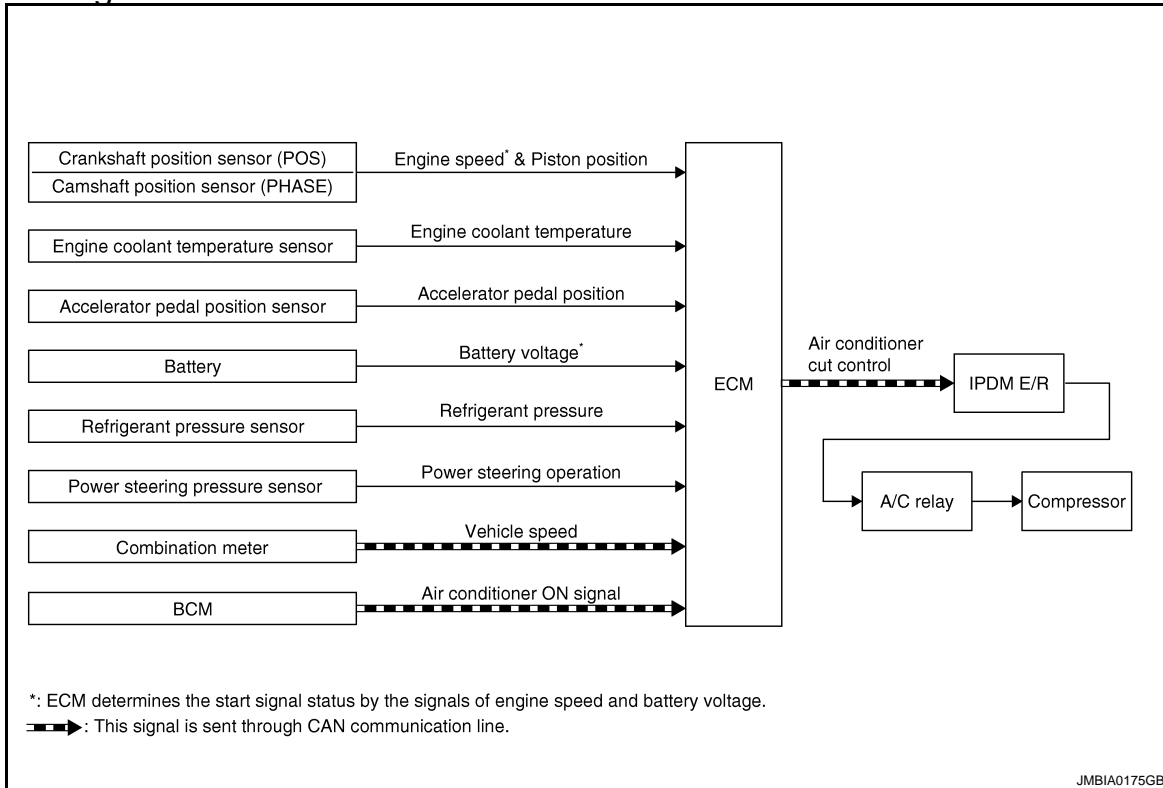 Crankshaft position sensor (POS)
Camshaft position sensor (PHASE)
Engine speed* & Piston position
Engine coolant temperature sensor
Engine coolant temperature
Accelerator pedal position sensor
Accelerator pedal position
Battery
Battery voltage*
Refrigerant pressure sensor
Refrigerant pressure
Power steering pressure sensor
Power steering operation
Combination meter
Vehicle speed
BCM
Air conditioner ON signal
ECM
Air conditioner
cut control
IPDM E/R
A/C relay
Compressor
*: ECM determines the start signal status by the signals of engine speed and battery voltage.
: This signal is sent through CAN communication line.
JMBIA0175GB